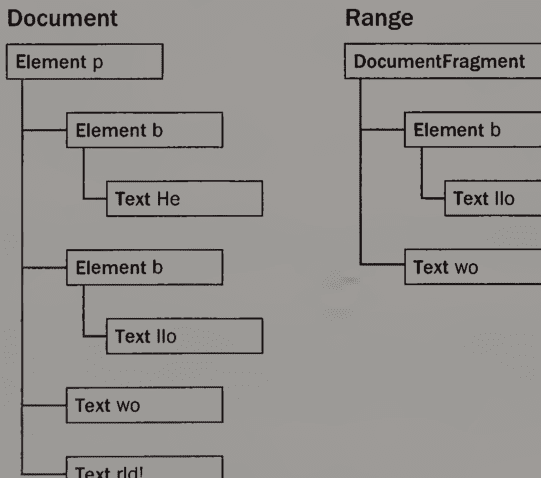 Document
Element p
Element b
Text He
Element b
Text llo
Text wo
Text rld!
Range
DocumentFragment
Element b
Text llo
Text wo